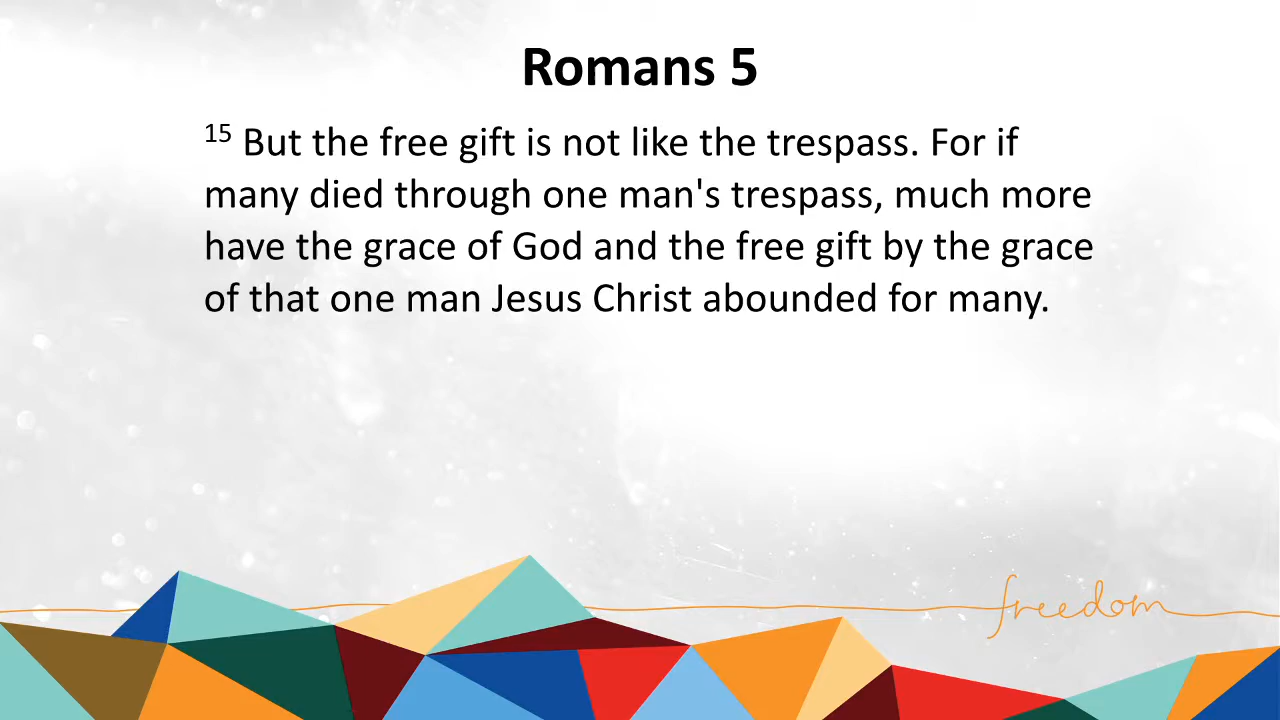 Romans 5
15 But the free gift is not like the trespass. For if
many died through one man's trespass, much more
have the grace of God and the free gift by the grace
of that one man Jesus Christ abounded for many.
freedom